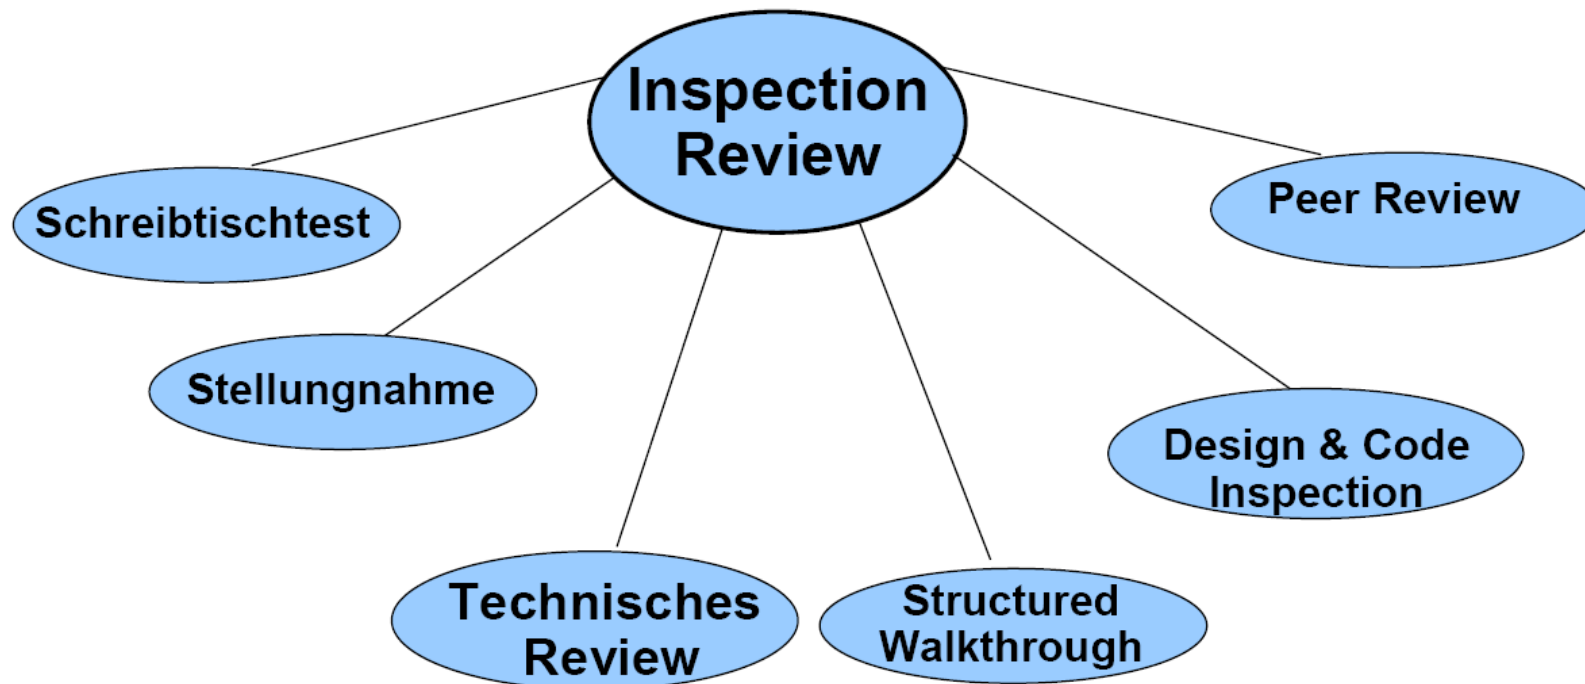 Inspection
Review
Schreibtischtest
Peer Review
Stellungnahme
Design & Code
Inspection
Technisches
Review
Structured
Walkthrough